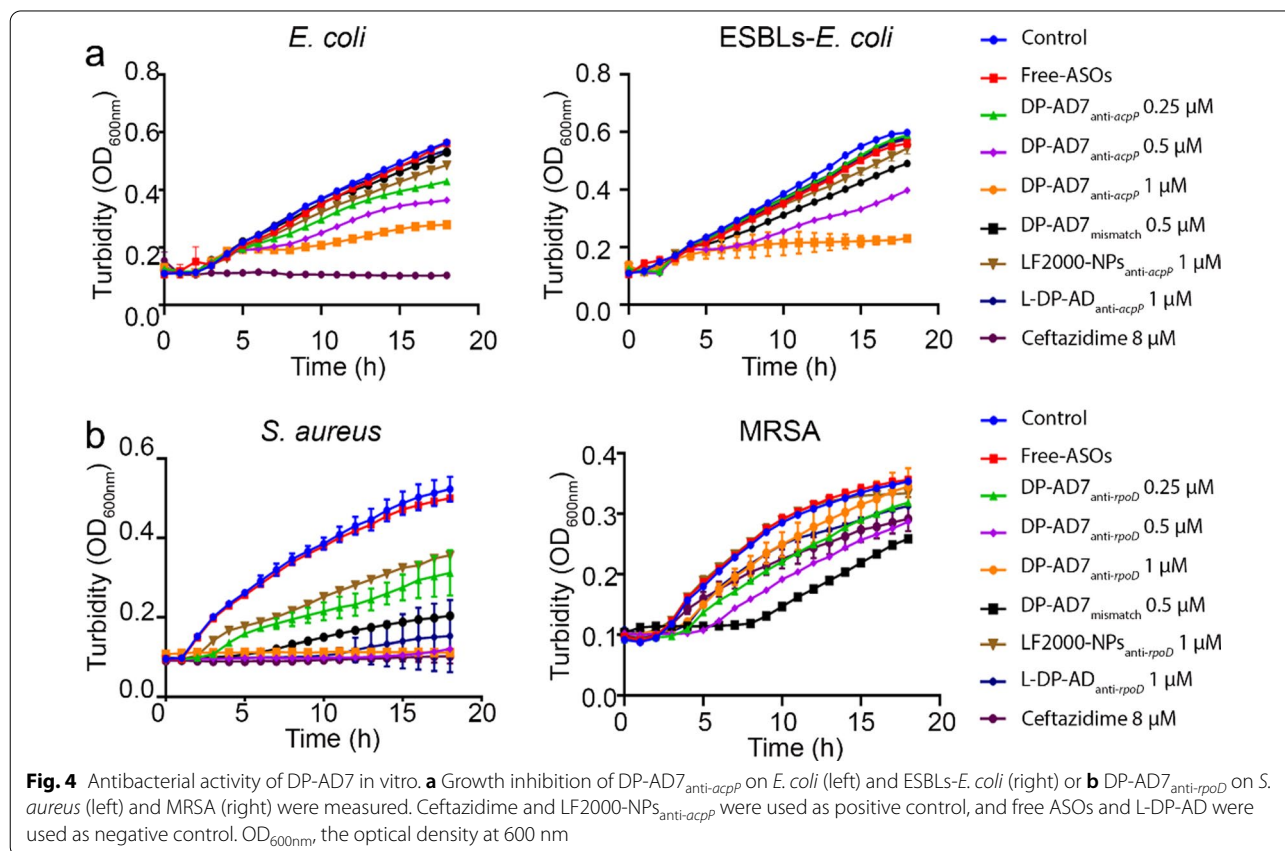 a
E. coli
ESBLs-E. coli
Turbidity (OD600nm)
0.8
0.6
0.4
0.2
0.0
0 5 10 15 20
Time (h)
Turbidity (OD600nm)
0.8
0.6
0.4
0.2
0.0
0 5 10 15 20
Time (h)
Control
Free-ASOs
DP-AD7anti-acpP 0.25 µM
DP-AD7anti-acpP 0.5 µM
DP-AD7anti-acpP 1 µM
DP-AD7mismatch 0.5 µM
LF2000-NPsanti-acpP 1 µM
L-DP-ADanti-acpP 1 µM
Ceftazidime 8 µM
b
S. aureus
MRSA
Turbidity (OD600nm)
0.6
0.4
0.2
0.0
0 5 10 15 20
Time (h)
Turbidity (OD600nm)
0.4
0.3
0.2
0.1
0.0
0 5 10 15 20
Time (h)
Control
Free-ASOs
DP-AD7anti-rpoD 0.25 µM
DP-AD7anti-rpoD 0.5 µM
DP-AD7anti-rpoD 1 µM
DP-AD7mismatch 0.5 µM
LF2000-NPsanti-rpoD 1 µM
L-DP-ADanti-rpoD 1 µM
Ceftazidime 8 µM
Fig. 4 Antibacterial activity of DP-AD7 in vitro. a Growth inhibition of DP-AD7anti-acpP on E. coli (left) and ESBLs-E. coli (right) or b DP-AD7anti-rpoD on S.
aureus (left) and MRSA (right) were measured. Ceftazidime and LF2000-NPsanti-acpP were used as positive control, and free ASOs and L-DP-AD were
used as negative control. OD600nm, the optical density at 600 nm